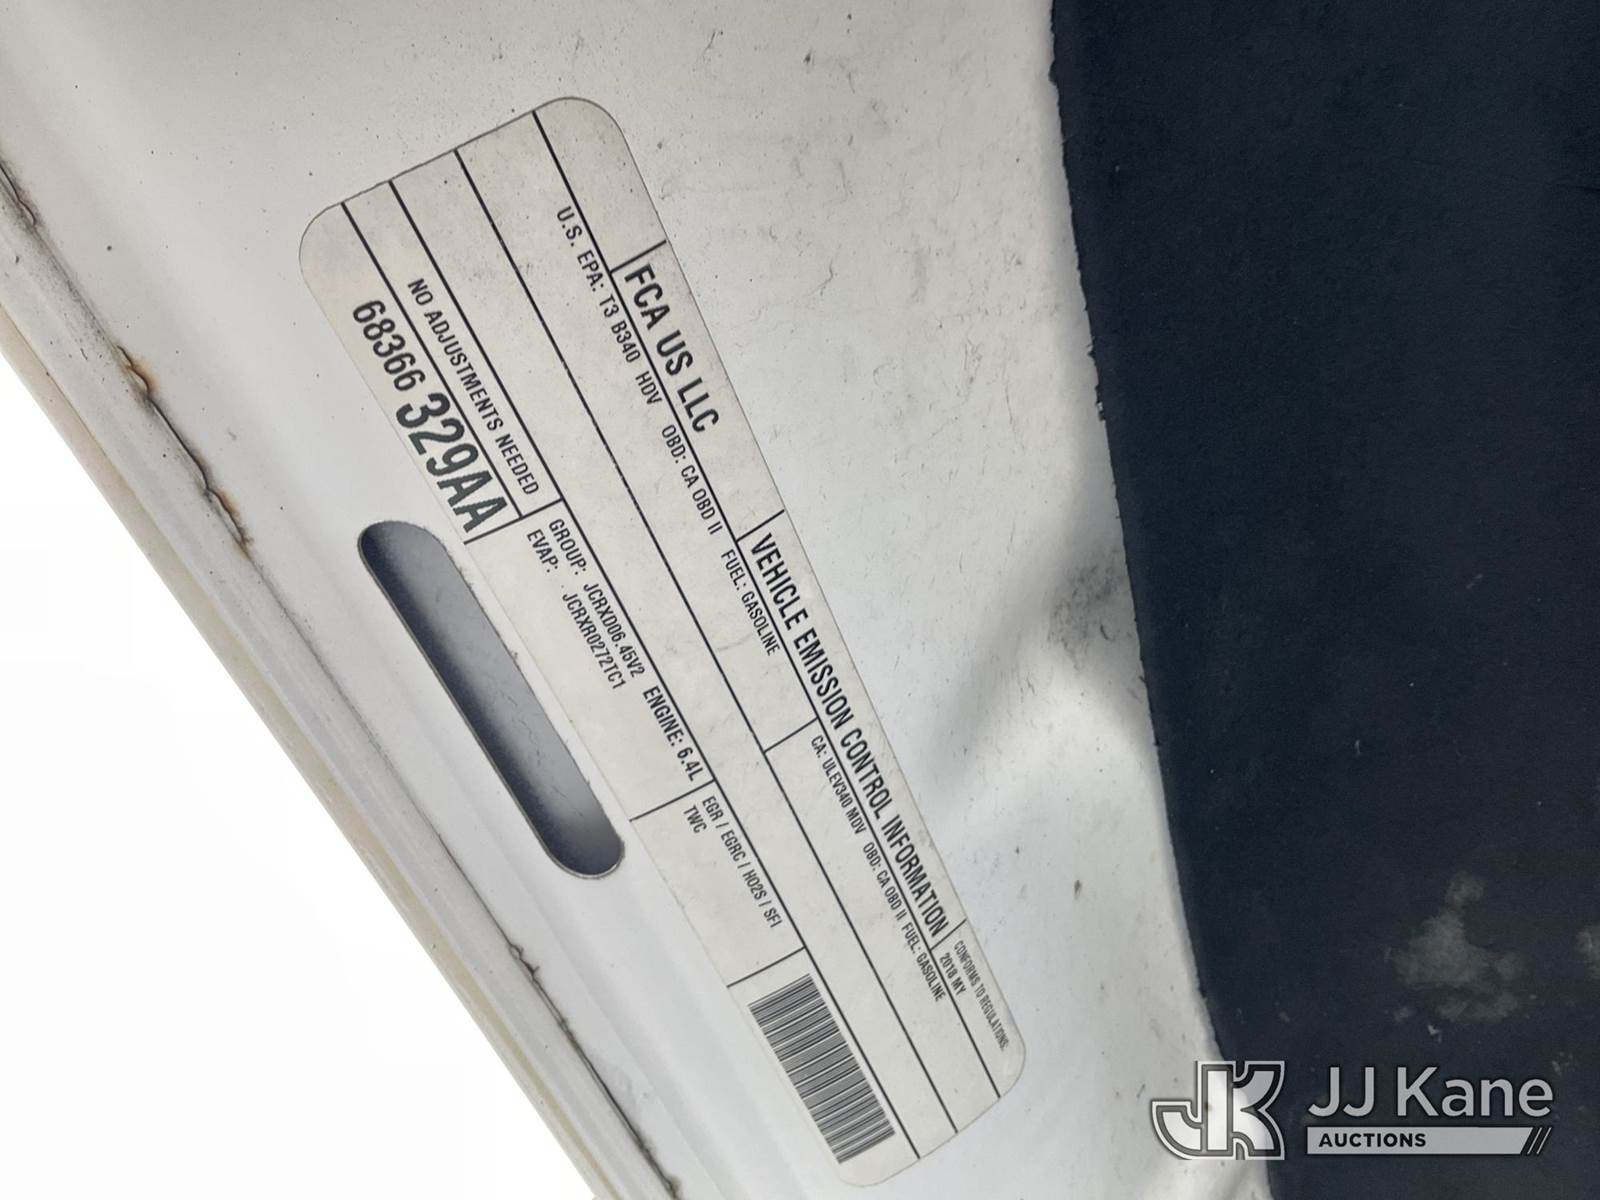 FCA US LLC
VEHICLE EMISSION CONTROL INFORMATION
CONFORMS TO REGULATIONS:
2018 MY
U.S. EPA: T3 B340 HDV OBD: CA OBD II FUEL: GASOLINE
CA: ULEV340 MDV OBD: CA OBD II FUEL: GASOLINE
NO ADJUSTMENTS NEEDED
GROUP: JCRXD06.45V2 ENGINE: 6.4L
EVAP: JCRXR0272TC1
EGR / EGRC / HO2S / SFI
TWC
68366 329AA
JJ Kane
AUCTIONS